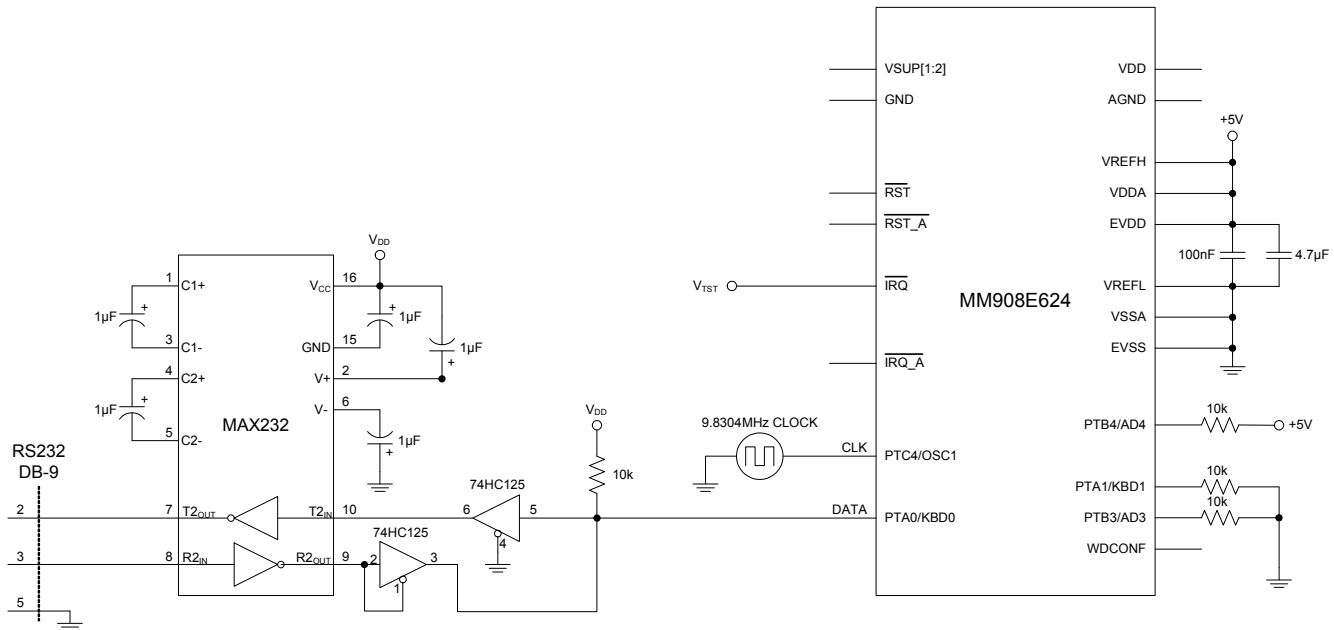 VSUP[1:2]
GND
RST
RST_A
IRQ
IRQ_A
PTC4/OSC1
PTA0/KBD0
MM908E624
VDD
AGND
VREFH
VDDA
EVDD
VREFL
VSSA
EVSS
PTB4/AD4
PTA1/KBD1
PTB3/AD3
WDCONF
+5V
100nF
4.7µF
10k
+5V
10k
10k
VTST
9.8304MHz CLOCK
CLK
DATA
VDD
10k
74HC125
6
5
4
74HC125
2
3
1
VDD
1µF
1µF
1µF
MAX232
1
C1+
1µF
3
C1-
4
C2+
1µF
5
C2-
VCC
16
GND
15
V+
2
V-
6
7
T2OUT
T2IN
10
8
R2IN
R2OUT
9
RS232
DB-9
2
3
5
+
+
+
+
+